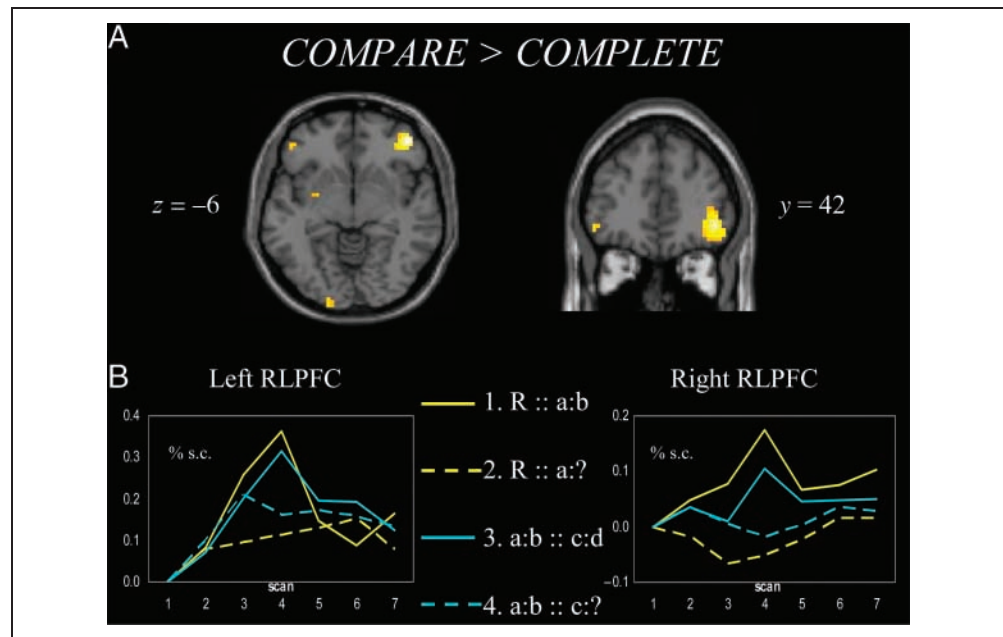 A
COMPARE > COMPLETE
z = –6
y = 42
B
Left RLPFC
0.4
0.3
0.2
0.1
0.0
% s.c.
scan
1 2 3 4 5 6 7
1. R :: a:b
2. R :: a:?
3. a:b :: c:d
4. a:b :: c:?
Right RLPFC
0.2
0.1
0.0
–0.1
% s.c.
scan
1 2 3 4 5 6 7